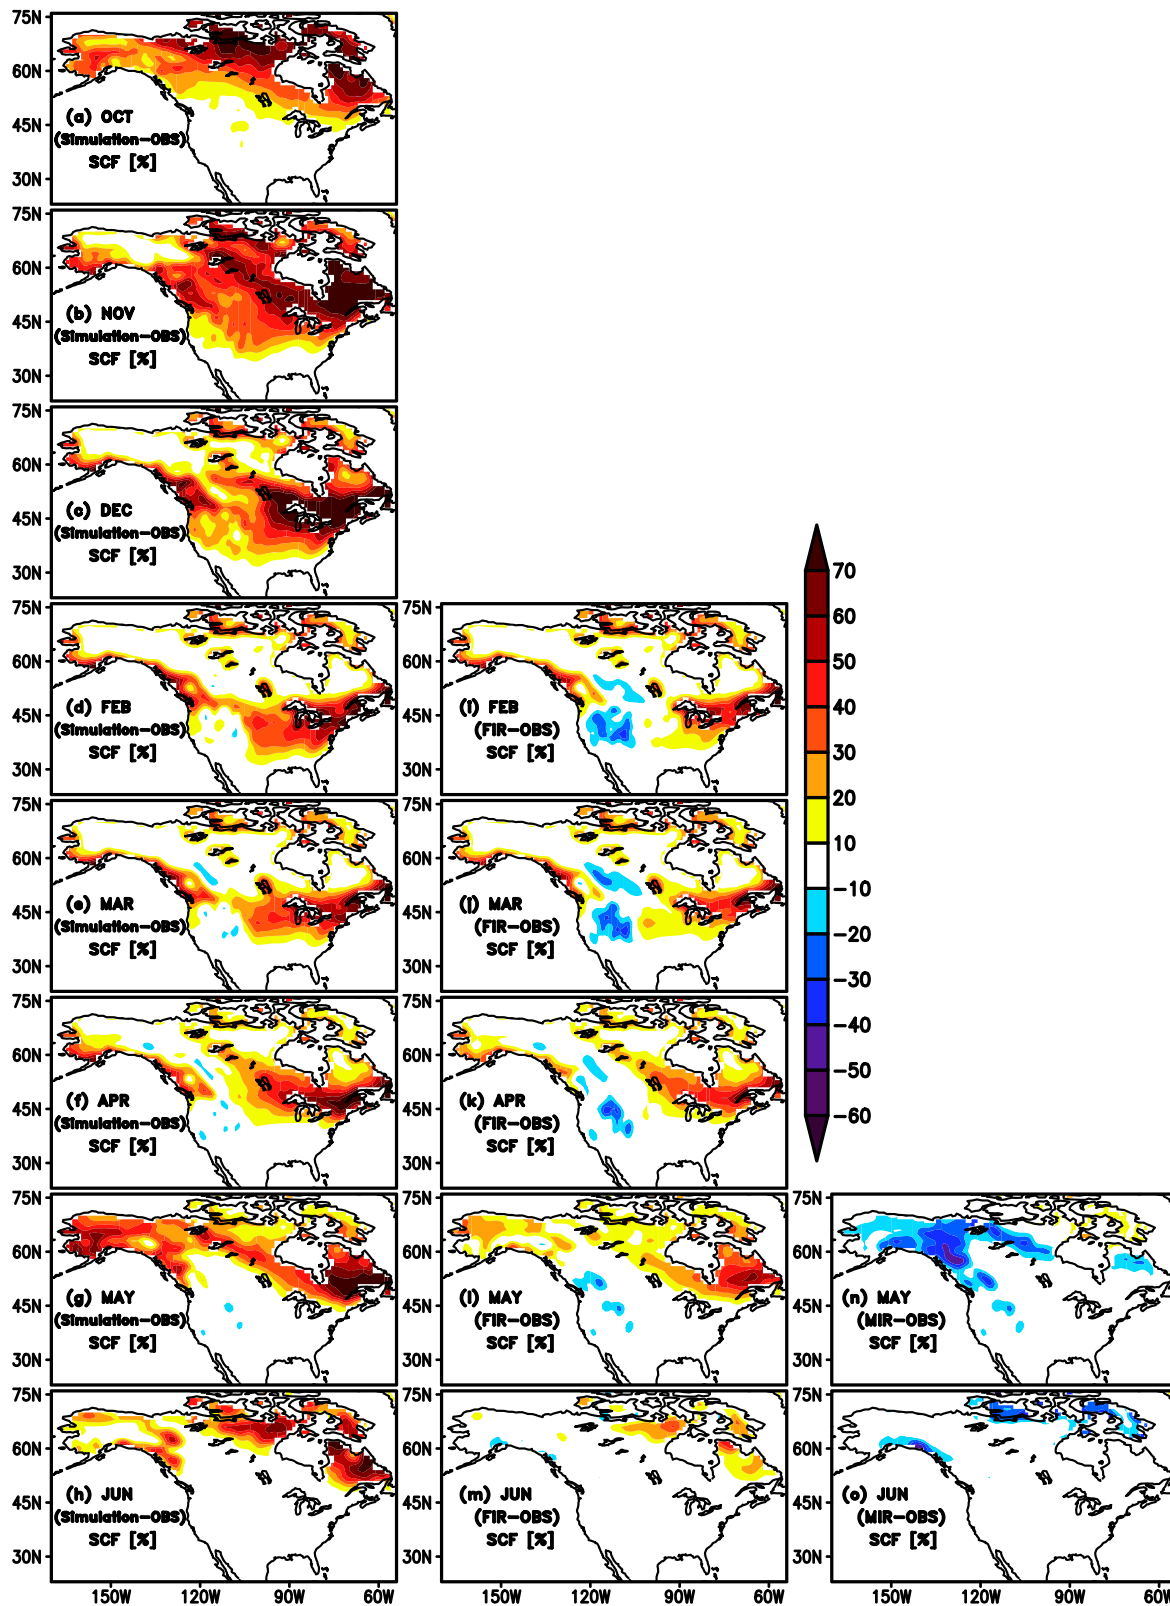 75N
60N
45N
30N
(a) OCT
(Simulation-OBS)
SCF [%]
75N
60N
45N
30N
(b) NOV
(Simulation-OBS)
SCF [%]
75N
60N
45N
30N
(c) DEC
(Simulation-OBS)
SCF [%]
75N
60N
45N
30N
(d) FEB
(Simulation-OBS)
SCF [%]
75N
60N
45N
30N
(i) FEB
(FIR-OBS)
SCF [%]
70
60
50
40
30
20
10
-10
-20
-30
-40
-50
-60
75N
60N
45N
30N
(e) MAR
(Simulation-OBS)
SCF [%]
75N
60N
45N
30N
(j) MAR
(FIR-OBS)
SCF [%]
75N
60N
45N
30N
(f) APR
(Simulation-OBS)
SCF [%]
75N
60N
45N
30N
(k) APR
(FIR-OBS)
SCF [%]
75N
60N
45N
30N
(g) MAY
(Simulation-OBS)
SCF [%]
75N
60N
45N
30N
(l) MAY
(FIR-OBS)
SCF [%]
75N
60N
45N
30N
(n) MAY
(MIR-OBS)
SCF [%]
75N
60N
45N
30N
(h) JUN
(Simulation-OBS)
SCF [%]
150W 120W 90W 60W
75N
60N
45N
30N
(m) JUN
(FIR-OBS)
SCF [%]
150W 120W 90W 60W
75N
60N
45N
30N
(o) JUN
(MIR-OBS)
SCF [%]
150W 120W 90W 60W